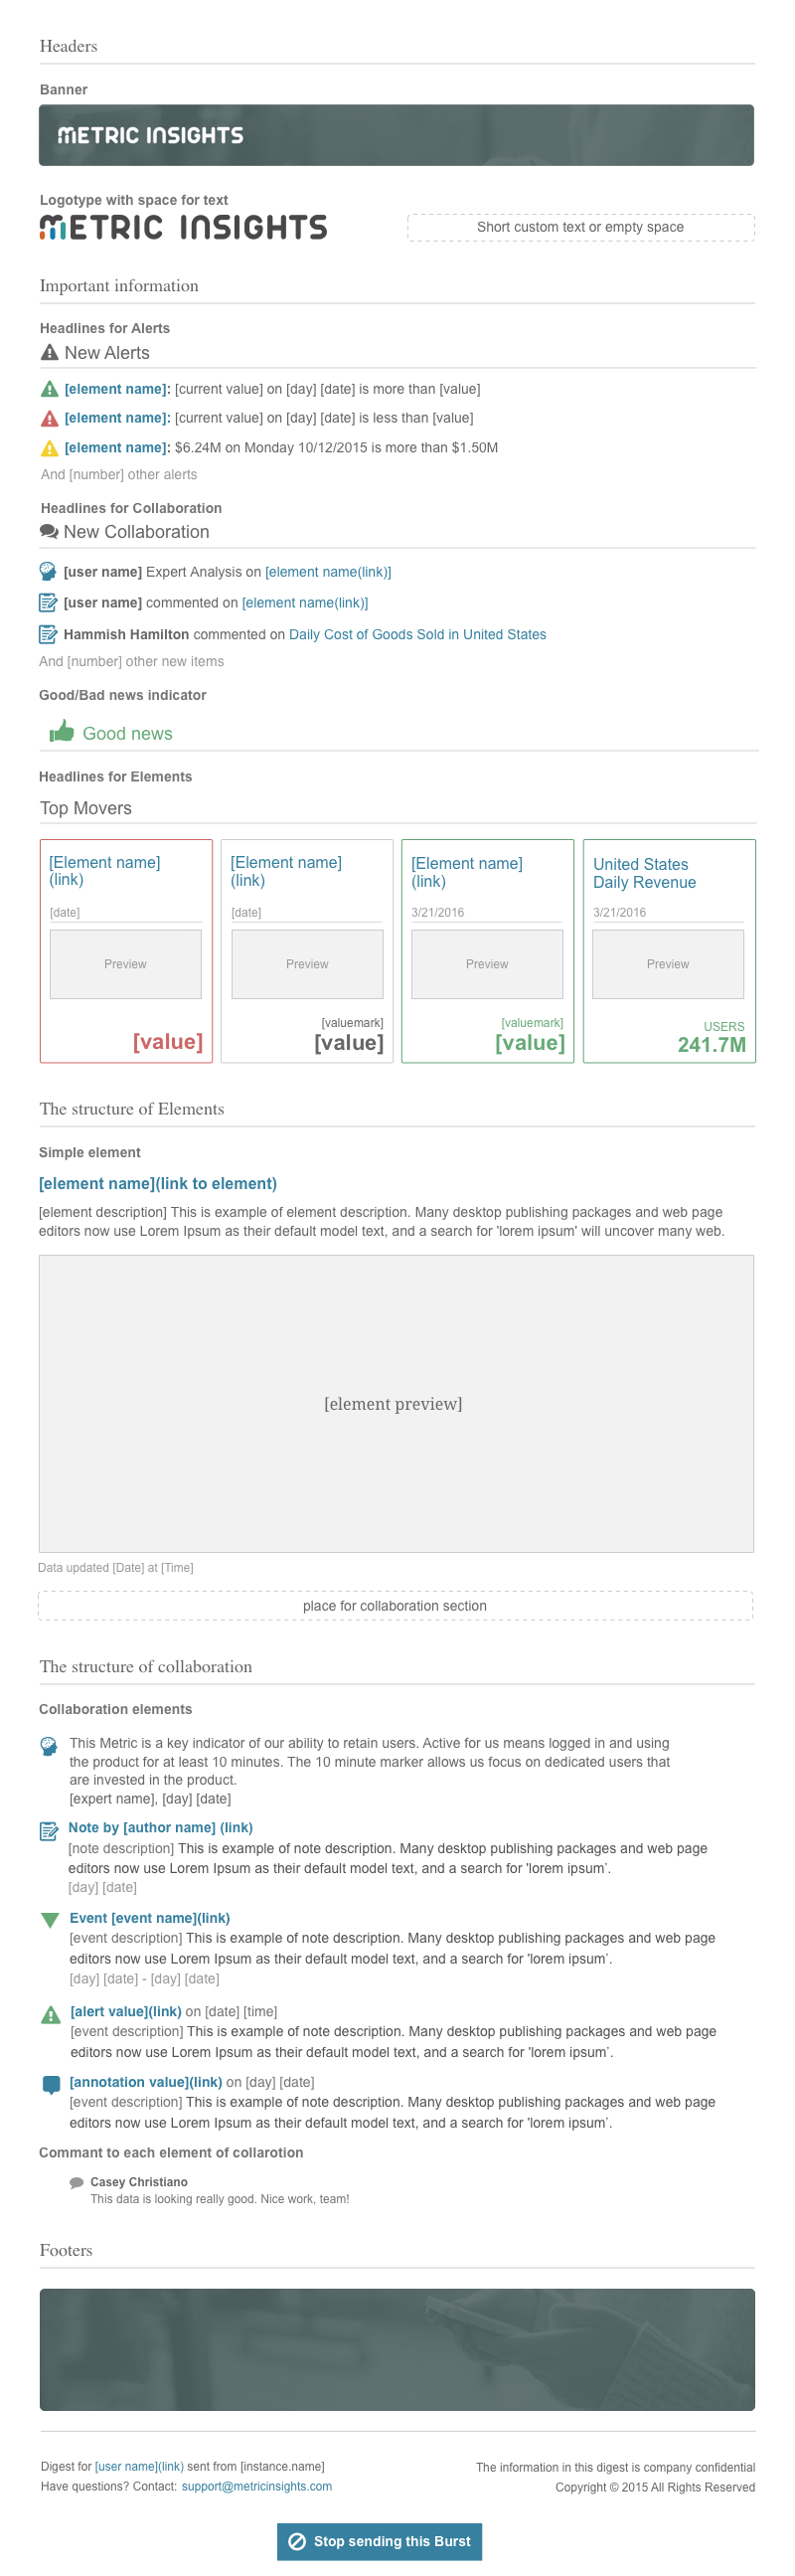 Headers
Banner
METRIC INSIGHTS
Logotype with space for text
METRIC INSIGHTS
Short custom text or empty space
Important information
Headlines for Alerts
New Alerts
[element name]: [current value] on [day] [date] is more than [value]
[element name]: [current value] on [day] [date] is less than [value]
[element name]: $6.24M on Monday 10/12/2015 is more than $1.50M
And [number] other alerts
Headlines for Collaboration
New Collaboration
[user name] Expert Analysis on [element name(link)]
[user name] commented on [element name(link)]
Hammish Hamilton commented on Daily Cost of Goods Sold in United States
And [number] other new items
Good/Bad news indicator
Good news
Headlines for Elements
Top Movers
[Element name]
(link)
[date]
Preview
[value]
[Element name]
(link)
[date]
Preview
[valuemark]
[value]
[Element name]
(link)
3/21/2016
Preview
[valuemark]
[value]
United States
Daily Revenue
3/21/2016
Preview
USERS
241.7M
The structure of Elements
Simple element
[element name](link to element)
[element description] This is example of element description. Many desktop publishing packages and web page
editors now use Lorem Ipsum as their default model text, and a search for 'lorem ipsum' will uncover many web.
[element preview]
Data updated [Date] at [Time]
place for collaboration section
The structure of collaboration
Collaboration elements
This Metric is a key indicator of our ability to retain users. Active for us means logged in and using
the product for at least 10 minutes. The 10 minute marker allows us focus on dedicated users that
are invested in the product.
[expert name], [day] [date]
Note by [author name] (link)
[note description] This is example of note description. Many desktop publishing packages and web page
editors now use Lorem Ipsum as their default model text, and a search for 'lorem ipsum'.
[day] [date]
Event [event name](link)
[event description] This is example of note description. Many desktop publishing packages and web page
editors now use Lorem Ipsum as their default model text, and a search for 'lorem ipsum'.
[day] [date] - [day] [date]
[alert value](link) on [date] [time]
[event description] This is example of note description. Many desktop publishing packages and web page
editors now use Lorem Ipsum as their default model text, and a search for 'lorem ipsum'.
[annotation value](link) on [day] [date]
[event description] This is example of note description. Many desktop publishing packages and web page
editors now use Lorem Ipsum as their default model text, and a search for 'lorem ipsum'.
Commant to each element of collarotion
Casey Christiano
This data is looking really good. Nice work, team!
Footers
Digest for [user name](link) sent from [instance.name]
Have questions? Contact: support@metricinsights.com
The information in this digest is company confidential
Copyright © 2015 All Rights Reserved
Stop sending this Burst